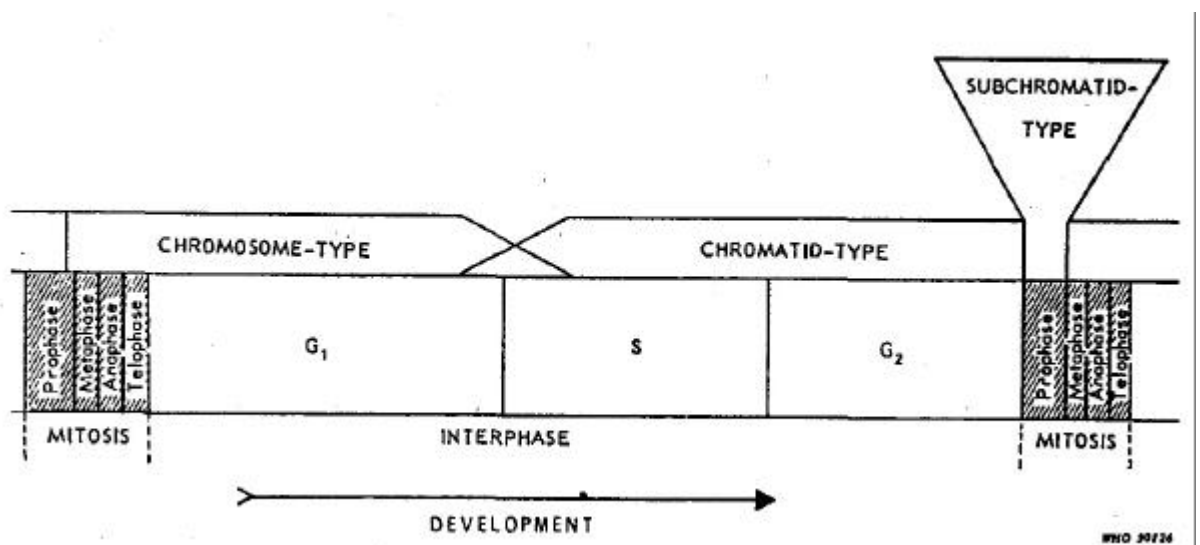 SUBCHROMATID-
TYPE
CHROMOSOME-TYPE
CHROMATID-TYPE
Prophase
Metaphase
Anaphase
Telophase
G₁
S
G₂
Prophase
Metaphase
Anaphase
Telophase
MITOSIS
INTERPHASE
MITOSIS
DEVELOPMENT
WHO